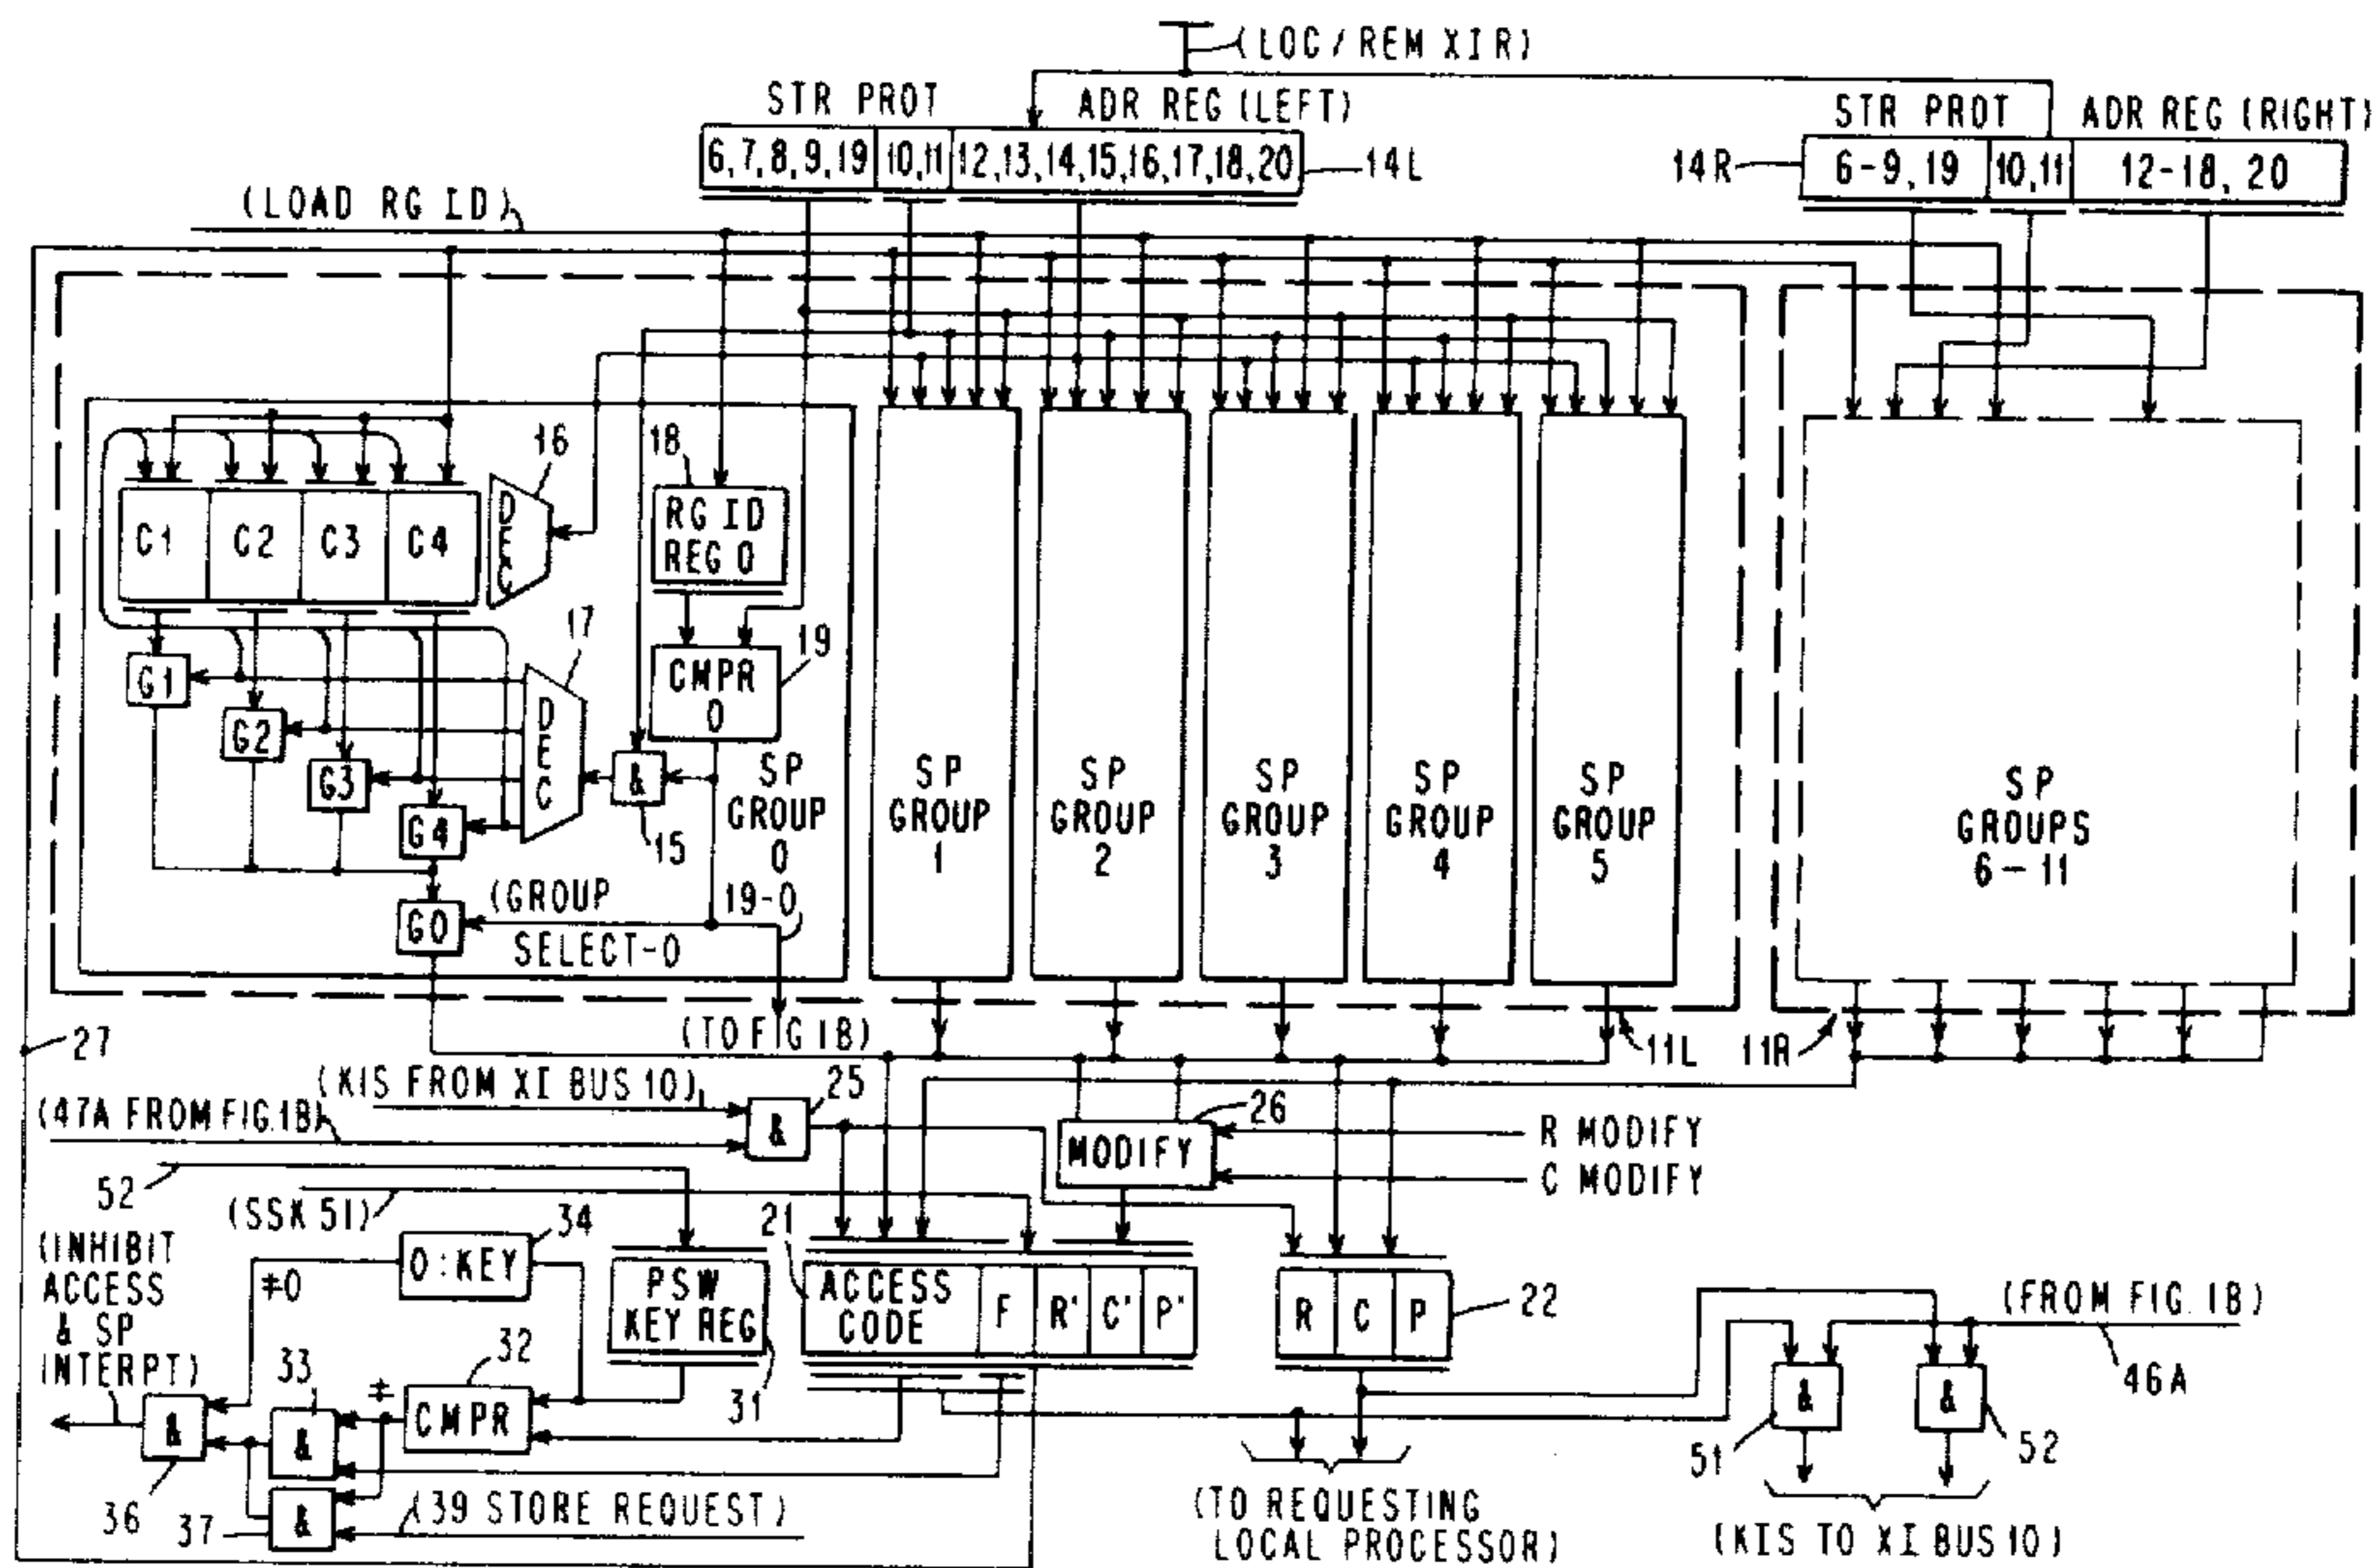 (LOC/REM XIR)
STR PROT ADR REG (LEFT)
6,7,8,9,19 10,11 12,13,14,15,16,17,18,20
14L
STR PROT ADR REG (RIGHT)
14R
6-9,19 10,11 12-18, 20
(LOAD RG ID)
C1 C2 C3 C4
DEC
16
18
RG ID
REG 0
17
CMPR
0
19
G1
G2
G3
G4
DEC
&
15
SP
GROUP
0
G0
(GROUP
SELECT-0
19-0
SP
GROUP
1
SP
GROUP
2
SP
GROUP
3
SP
GROUP
4
SP
GROUP
5
SP
GROUPS
6-11
27
(TO FIG 1B)
11L
11R
(KIS FROM XI BUS 10)
25
(47A FROM FIG.1B)
&
26
MODIFY
R MODIFY
C MODIFY
52
(SSK 51)
21
34
(INHIBIT
ACCESS
& SP
INTERPT)
≠0
0:KEY
PSW
KEY REG
ACCESS
CODE
F R' C' P'
R C P
22
(FROM FIG. 1B)
46A
33
32
≠
CMPR
31
&
&
&
36
37
(39 STORE REQUEST)
(TO REQUESTING
LOCAL PROCESSOR)
&
&
51
52
(KIS TO XI BUS 10)